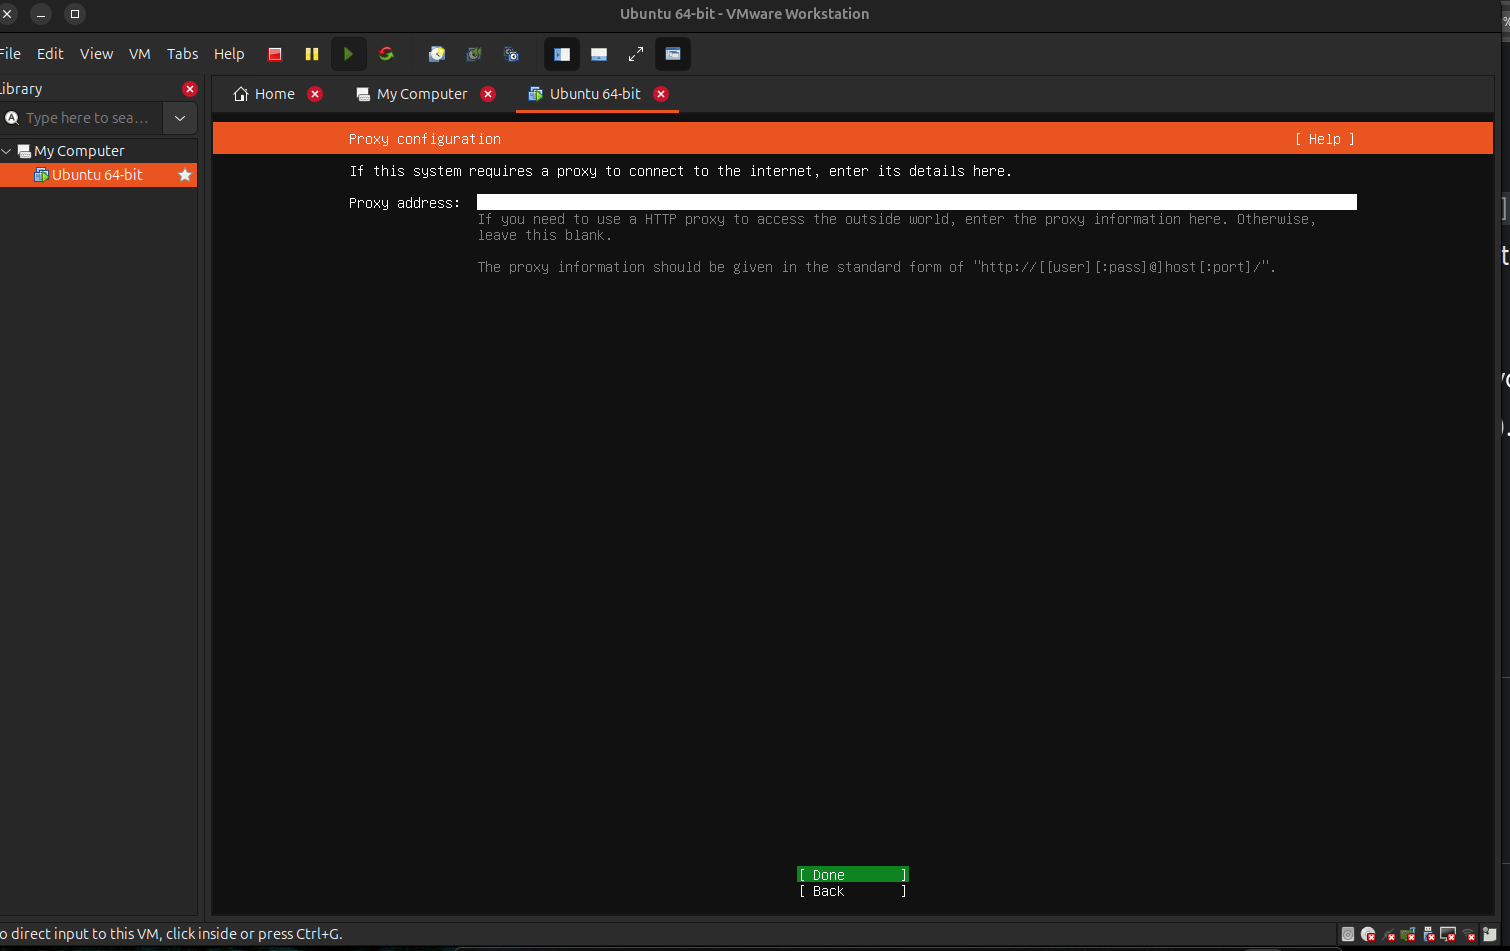 Ubuntu 64-bit - VMware Workstation
File Edit View VM Tabs Help
Library
Home
My Computer
Ubuntu 64-bit
Type here to sea...
My Computer
Ubuntu 64-bit
Proxy configuration [ Help ]
If this system requires a proxy to connect to the internet, enter its details here.
Proxy address:
If you need to use a HTTP proxy to access the outside world, enter the proxy information here. Otherwise,
leave this blank.
The proxy information should be given in the standard form of "http://[[user][:pass]@]host[:port]/".
[ Done ]
[ Back ]
o direct input to this VM, click inside or press Ctrl+G.